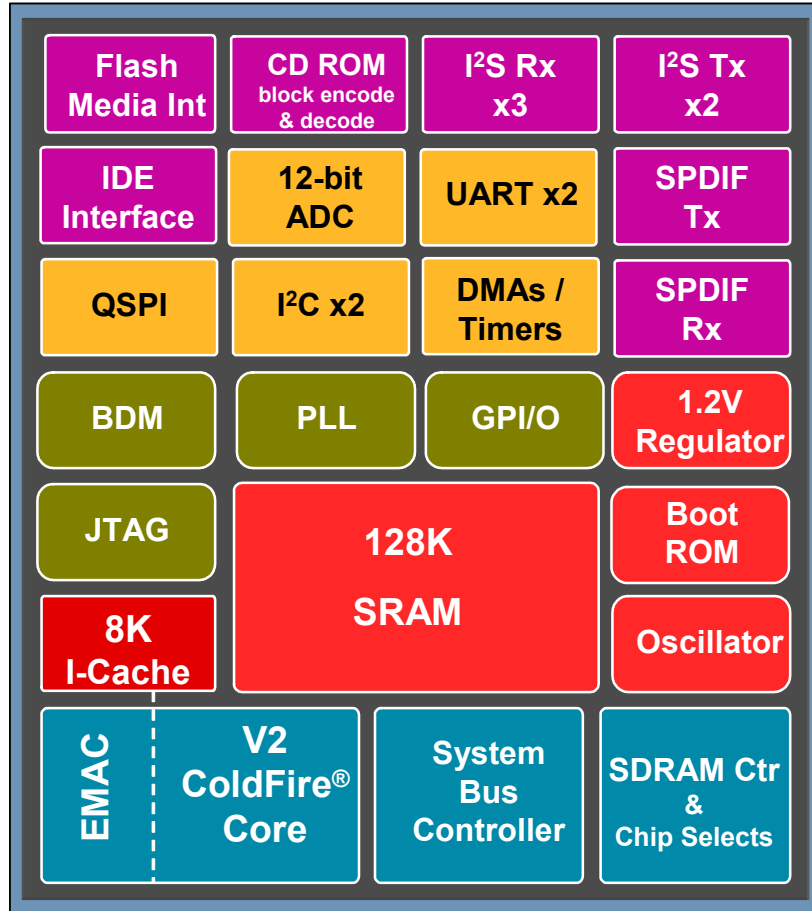 Flash
Media Int
CD ROM
block encode
& decode
I²S Rx
x3
I²S Tx
x2
IDE
Interface
12-bit
ADC
UART x2
SPDIF
Tx
QSPI
I²C x2
DMAs /
Timers
SPDIF
Rx
BDM
PLL
GPI/O
1.2V
Regulator
JTAG
128K
SRAM
Boot
ROM
8K
I-Cache
Oscillator
EMAC
V2
ColdFire®
Core
System
Bus
Controller
SDRAM Ctr
&
Chip Selects